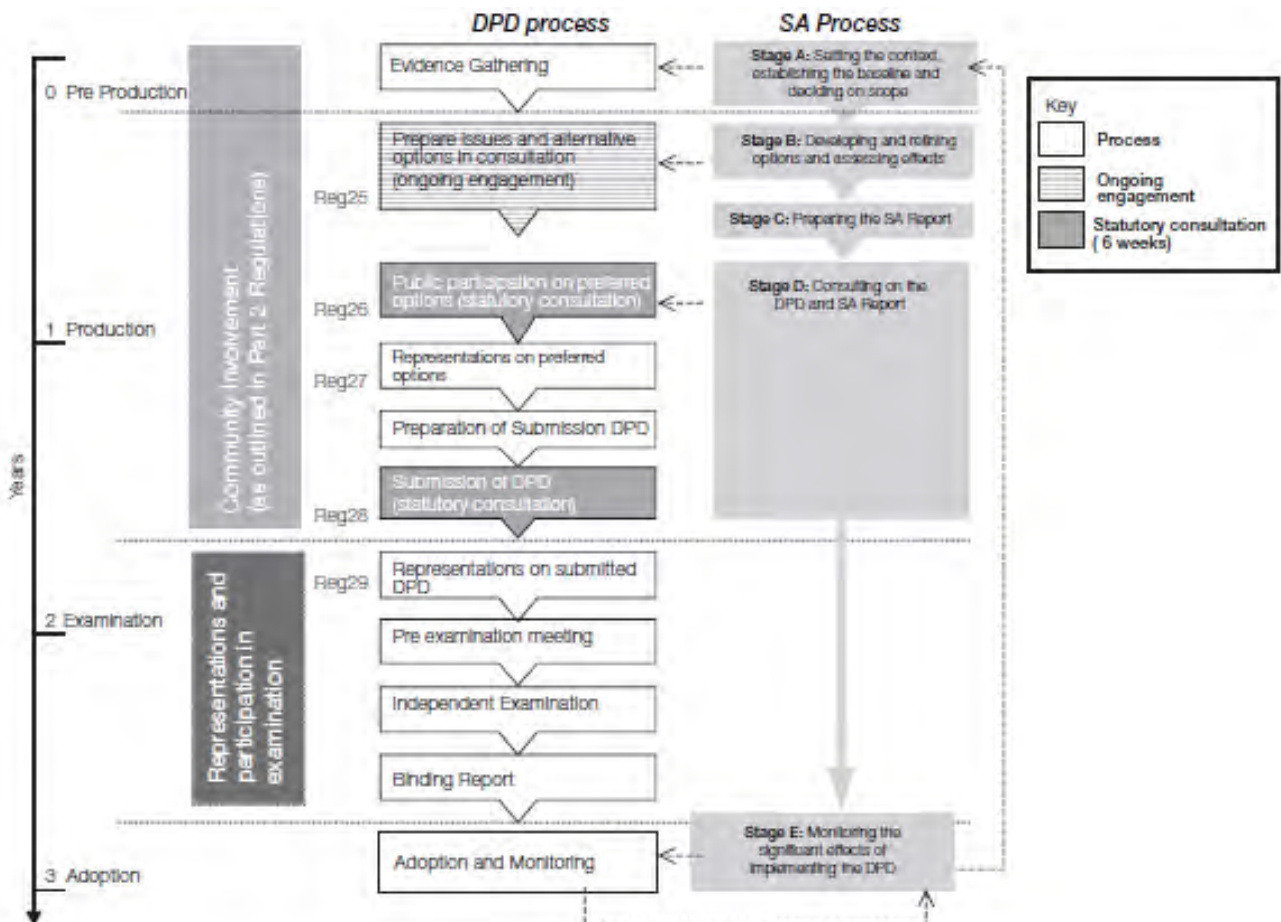 DPD process
SA Process
Evidence Gathering
Stage A: Setting the context,
establishing the baseline and
deciding on scope
0 Pre Production
Key
Process
Ongoing
engagement
Statutory consultation
( 6 weeks)
Prepare issues and alternative
options in consultation
(ongoing engagement)
Stage B: Developing and refining
options and assessing effects
Reg25
Stage C: Preparing the SA Report
Public participation on preferred
options (statutory consultation)
Stage D: Consulting on the
DPD and SA Report
Reg26
1 Production
Representations on preferred
options
Reg27
Preparation of Submission DPD
Community Involvement
(as outlined in Part 2 Regulations)
Years
Submission of DPD
(statutory consultation)
Reg28
Representations on submitted
DPD
Reg29
2 Examination
Pre examination meeting
Representations and
participation in
examination
Independent Examination
Binding Report
Adoption and Monitoring
Stage E: Monitoring the
significant effects of
implementing the DPD
3 Adoption